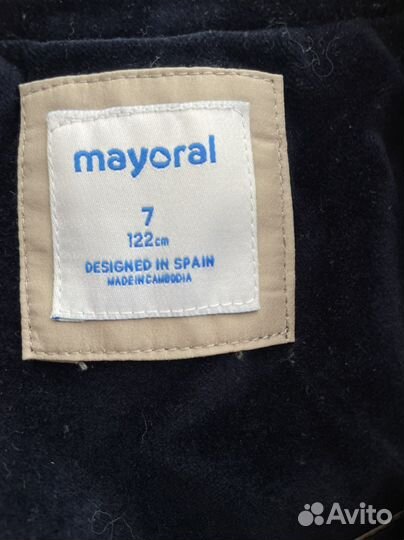 mayoral
7
122cm
DESIGNED IN SPAIN
MADE IN CAMBODIA
Avito